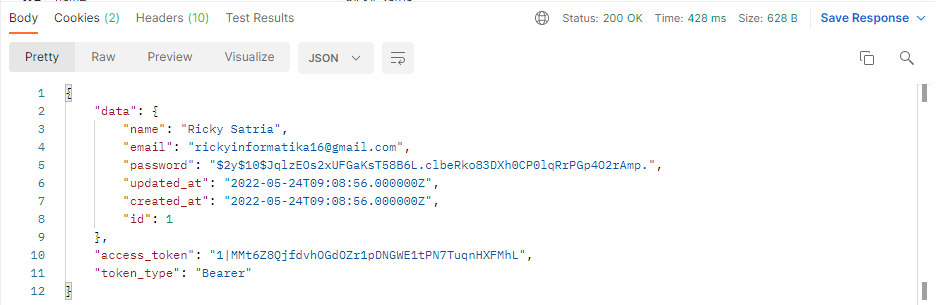 Body Cookies (2) Headers (10) Test Results Status: 200 OK Time: 428 ms Size: 628 B Save Response
Pretty Raw Preview Visualize JSON
1 {
2 "data": {
3 "name": "Ricky Satria",
4 "email": "rickyinformatika16@gmail.com",
5 "password": "$2y$10$JqlzEOs2xUFGaKsT58B6L.clbeRko83DXh0CP0lqRrPGp4O2rAmp.",
6 "updated_at": "2022-05-24T09:08:56.000000Z",
7 "created_at": "2022-05-24T09:08:56.000000Z",
8 "id": 1
9 },
10 "access_token": "1|MMt6Z8QjfdvhOGdOZr1pDNGWE1tPN7TuqnHXFMhL",
11 "token_type": "Bearer"
12 }